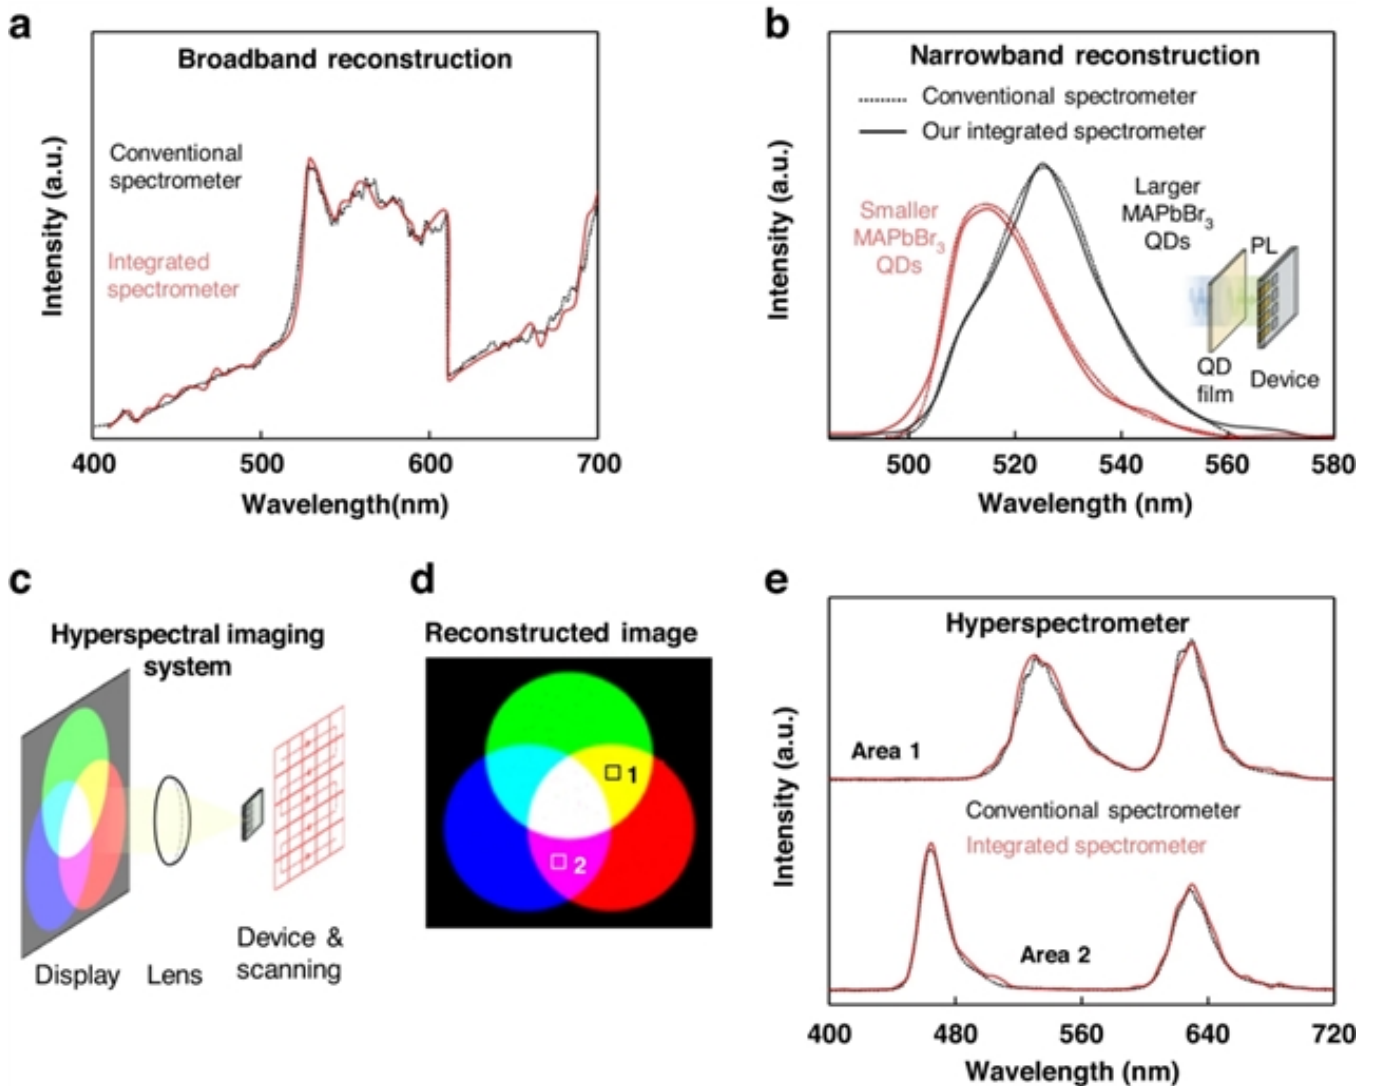 a
Broadband reconstruction
Conventional
spectrometer
Integrated
spectrometer
Intensity (a.u.)
400 500 600 700
Wavelength(nm)
b
Narrowband reconstruction
Conventional spectrometer
Our integrated spectrometer
Smaller
MAPbBr3
QDs
Larger
MAPbBr3
QDs
PL
QD
film
Device
Intensity (a.u.)
500 520 540 560 580
Wavelength (nm)
c
Hyperspectral imaging
system
Display
Lens
Device &
scanning
d
Reconstructed image
1
2
e
Hyperspectrometer
Area 1
Conventional spectrometer
Integrated spectrometer
Area 2
Intensity (a.u.)
400 480 560 640 720
Wavelength (nm)